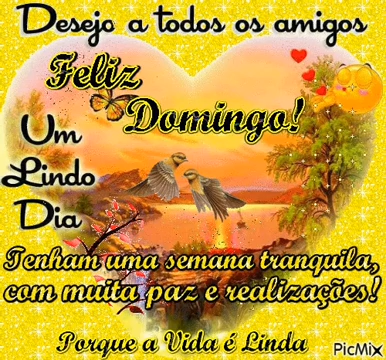 Desejo a todos os amigos
Feliz
Domingo!
Um
Lindo
Dia
Tenham uma semana tranquila,
com muita paz e realizações!
Porque a Vida é Linda
PicMix